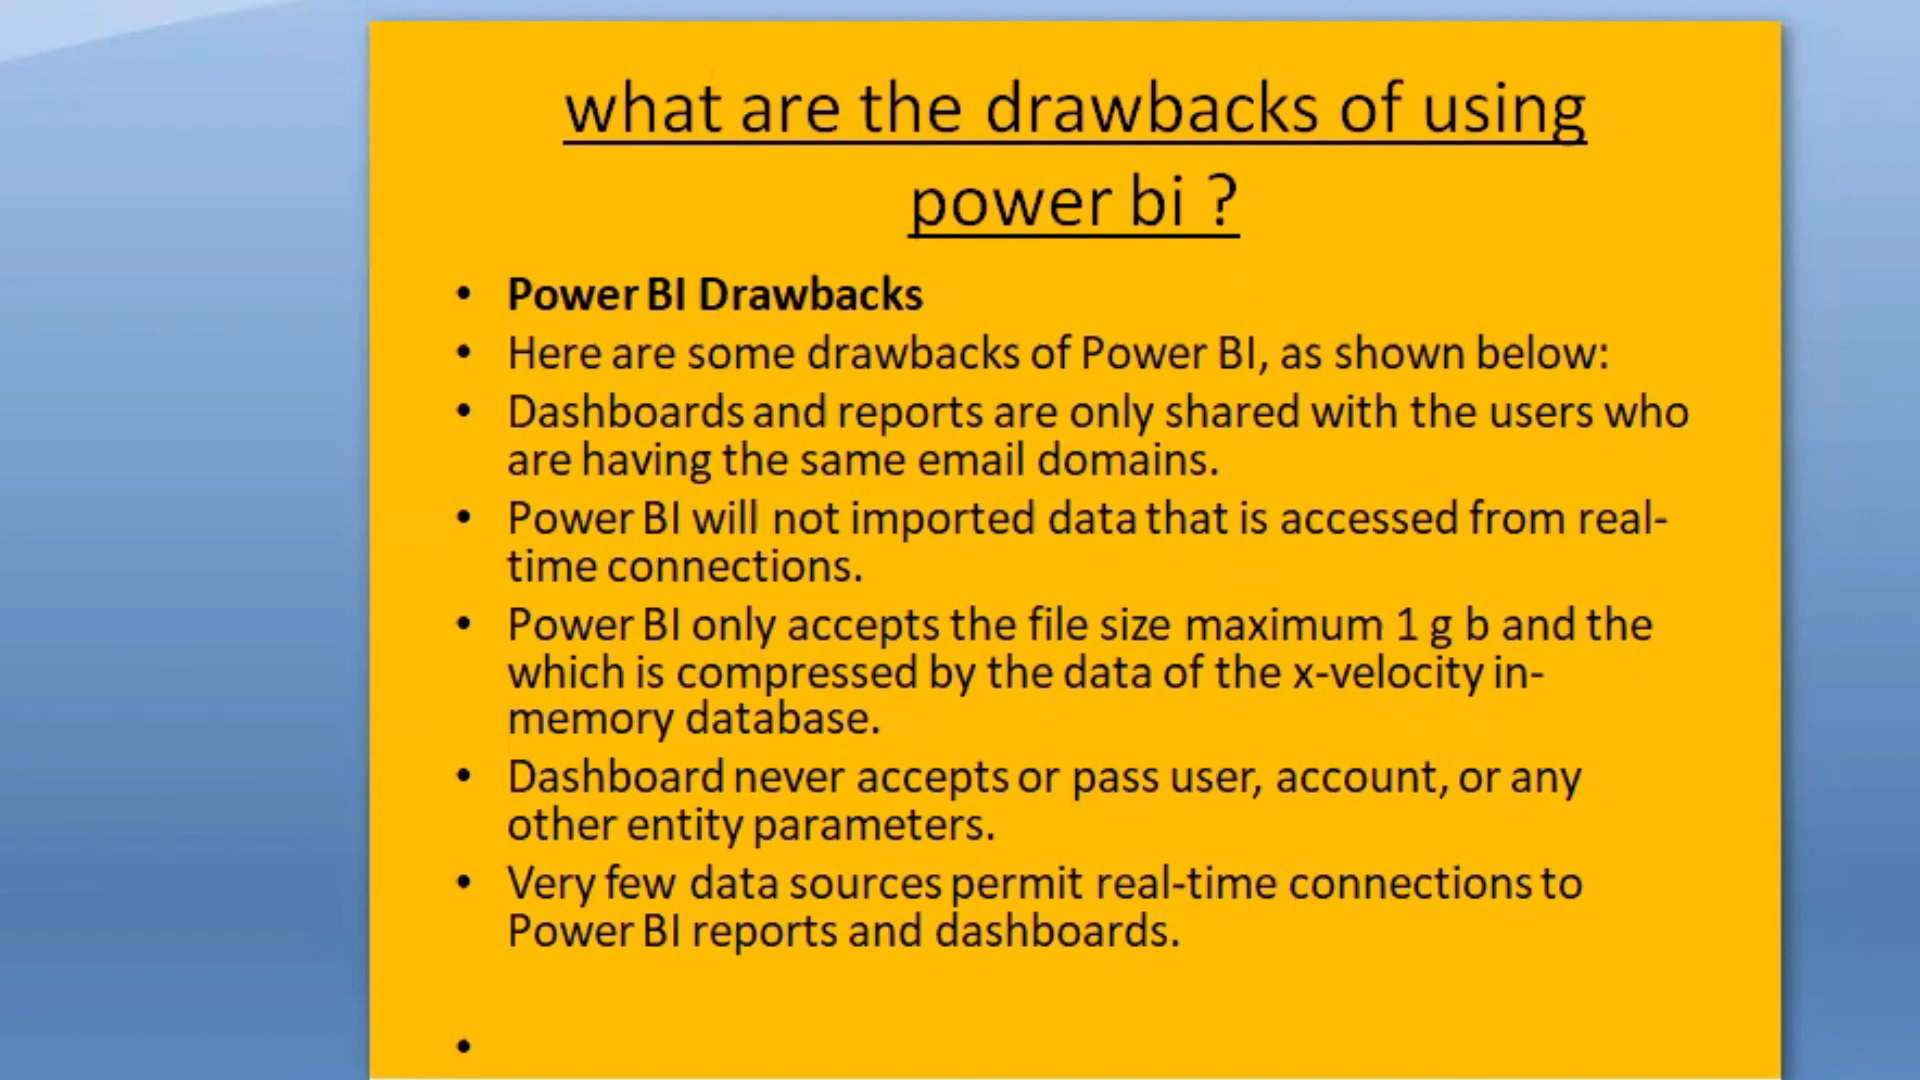 what are the drawbacks of using
power bi ?
• Power BI Drawbacks
• Here are some drawbacks of Power BI, as shown below:
• Dashboards and reports are only shared with the users who
are having the same email domains.
• Power BI will not imported data that is accessed from real-
time connections.
• Power BI only accepts the file size maximum 1 g b and the
which is compressed by the data of the x-velocity in-
memory database.
• Dashboard never accepts or pass user, account, or any
other entity parameters.
• Very few data sources permit real-time connections to
Power BI reports and dashboards.
•